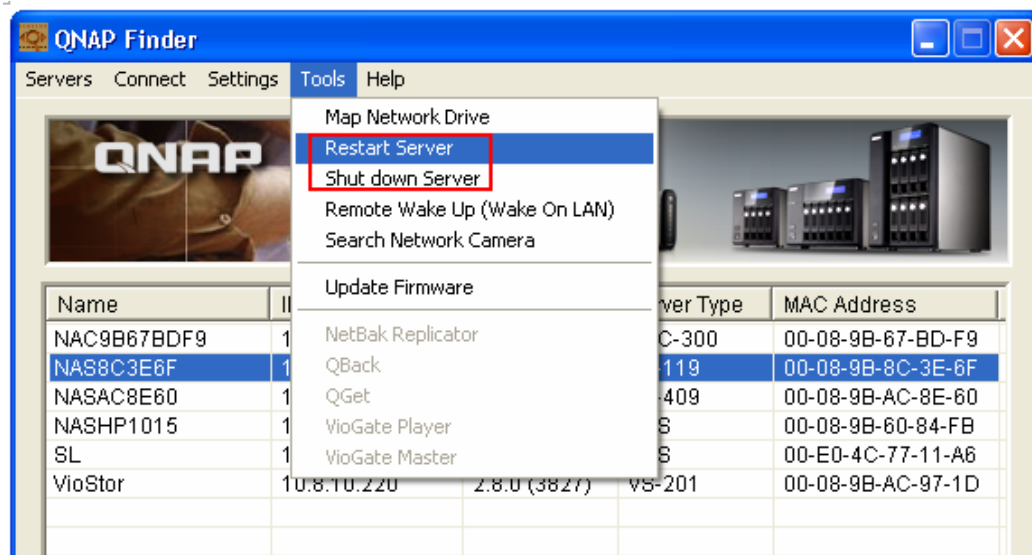 QNAP Finder
Servers Connect Settings Tools Help
Map Network Drive
Restart Server
Shut down Server
Remote Wake Up (Wake On LAN)
Search Network Camera
Update Firmware
NetBak Replicator
QBack
QGet
VioGate Player
VioGate Master
QNAP
Name Type MAC Address
NAC9B67BDF9 00-08-9B-67-BD-F9
NAS8C3E6F 00-08-9B-8C-3E-6F
NASAC8E60 00-08-9B-AC-8E-60
NASHP1015 00-08-9B-60-84-FB
SL 00-E0-4C-77-11-A6
VioStor 10.8.10.220 2.8.0 (3827) VS-201 00-08-9B-AC-97-1D